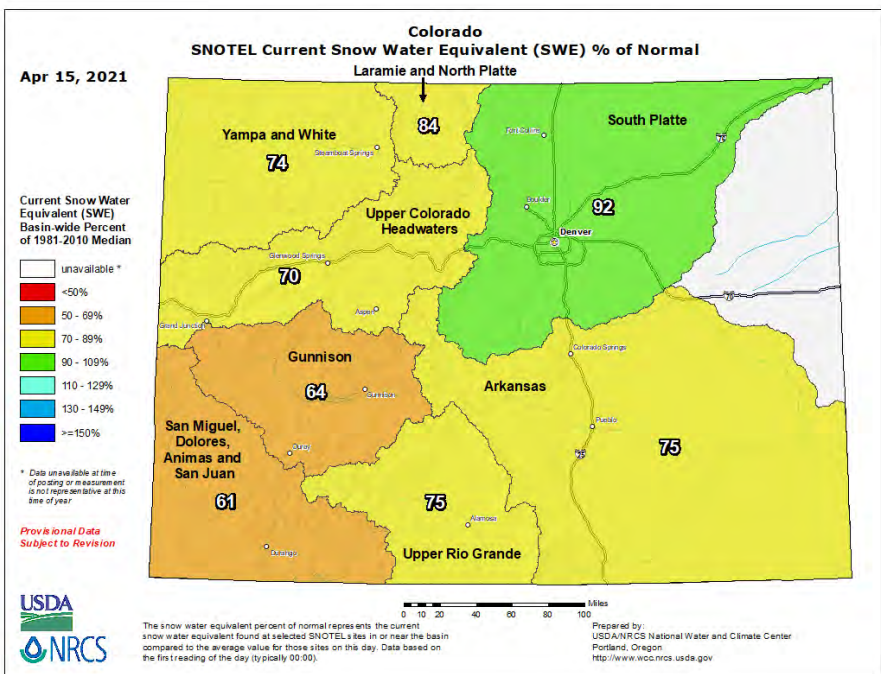 Colorado
SNOTEL Current Snow Water Equivalent (SWE) % of Normal
Apr 15, 2021
Laramie and North Platte
84
Yampa and White
74
Steamboat Springs
South Platte
Fort Collins
76
Boulder
92
Denver
Current Snow Water
Equivalent (SWE)
Basin-wide Percent
of 1981-2010 Median
unavailable *
<50%
50 - 69%
70 - 89%
90 - 109%
110 - 129%
130 - 149%
>=150%
Upper Colorado
Headwaters
Glenwood Springs
70
Aspen
Grand Junction
70
Gunnison
64
Gunnison
Ouray
Colorado Springs
Arkansas
Pueblo
75
25
San Miguel,
Dolores,
Animas and
San Juan
61
Durango
75
Alamosa
Upper Rio Grande
* Data unavailable at time
of posting or measurement
is not representative at this
time of year
Provisional Data
Subject to Revision
USDA
NRCS
Miles
0 10 20 40 60 80 100
The snow water equivalent percent of normal represents the current
snow water equivalent found at selected SNOTEL sites in or near the basin
compared to the average value for those sites on this day. Data based on
the first reading of the day (typically 00:00).
Prepared by:
USDA/NRCS National Water and Climate Center
Portland, Oregon
http://www.wcc.nrcs.usda.gov